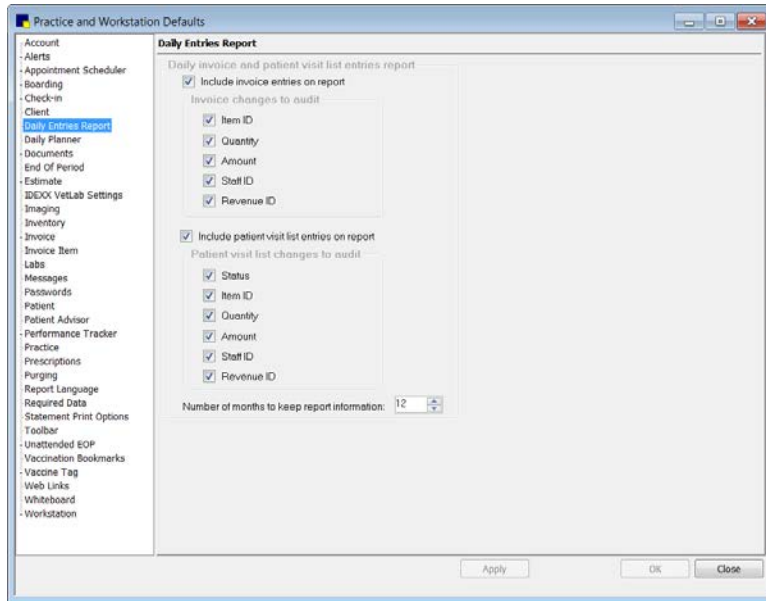 Practice and Workstation Defaults
Account
Alerts
Appointment Scheduler
Boarding
Check-in
Client
Daily Entries Report
Daily Planner
Documents
End Of Period
Estimate
IDEXX VetLab Settings
Imaging
Inventory
Invoice
Invoice Item
Labs
Messages
Passwords
Patient
Patient Advisor
Performance Tracker
Practice
Prescriptions
Purging
Report Language
Required Data
Statement Print Options
Toolbar
Unattended EOP
Vaccination Bookmarks
Vaccine Tag
Web Links
Whiteboard
Workstation
Daily Entries Report
Daily invoice and patient visit list entries report
Include invoice entries on report
Invoice changes to audit
Item ID
Quantity
Amount
Staff ID
Revenue ID
Include patient visit list entries on report
Patient visit list changes to audit
Status
Item ID
Quantity
Amount
Staff ID
Revenue ID
Number of months to keep report information: 12
Apply
OK
Close